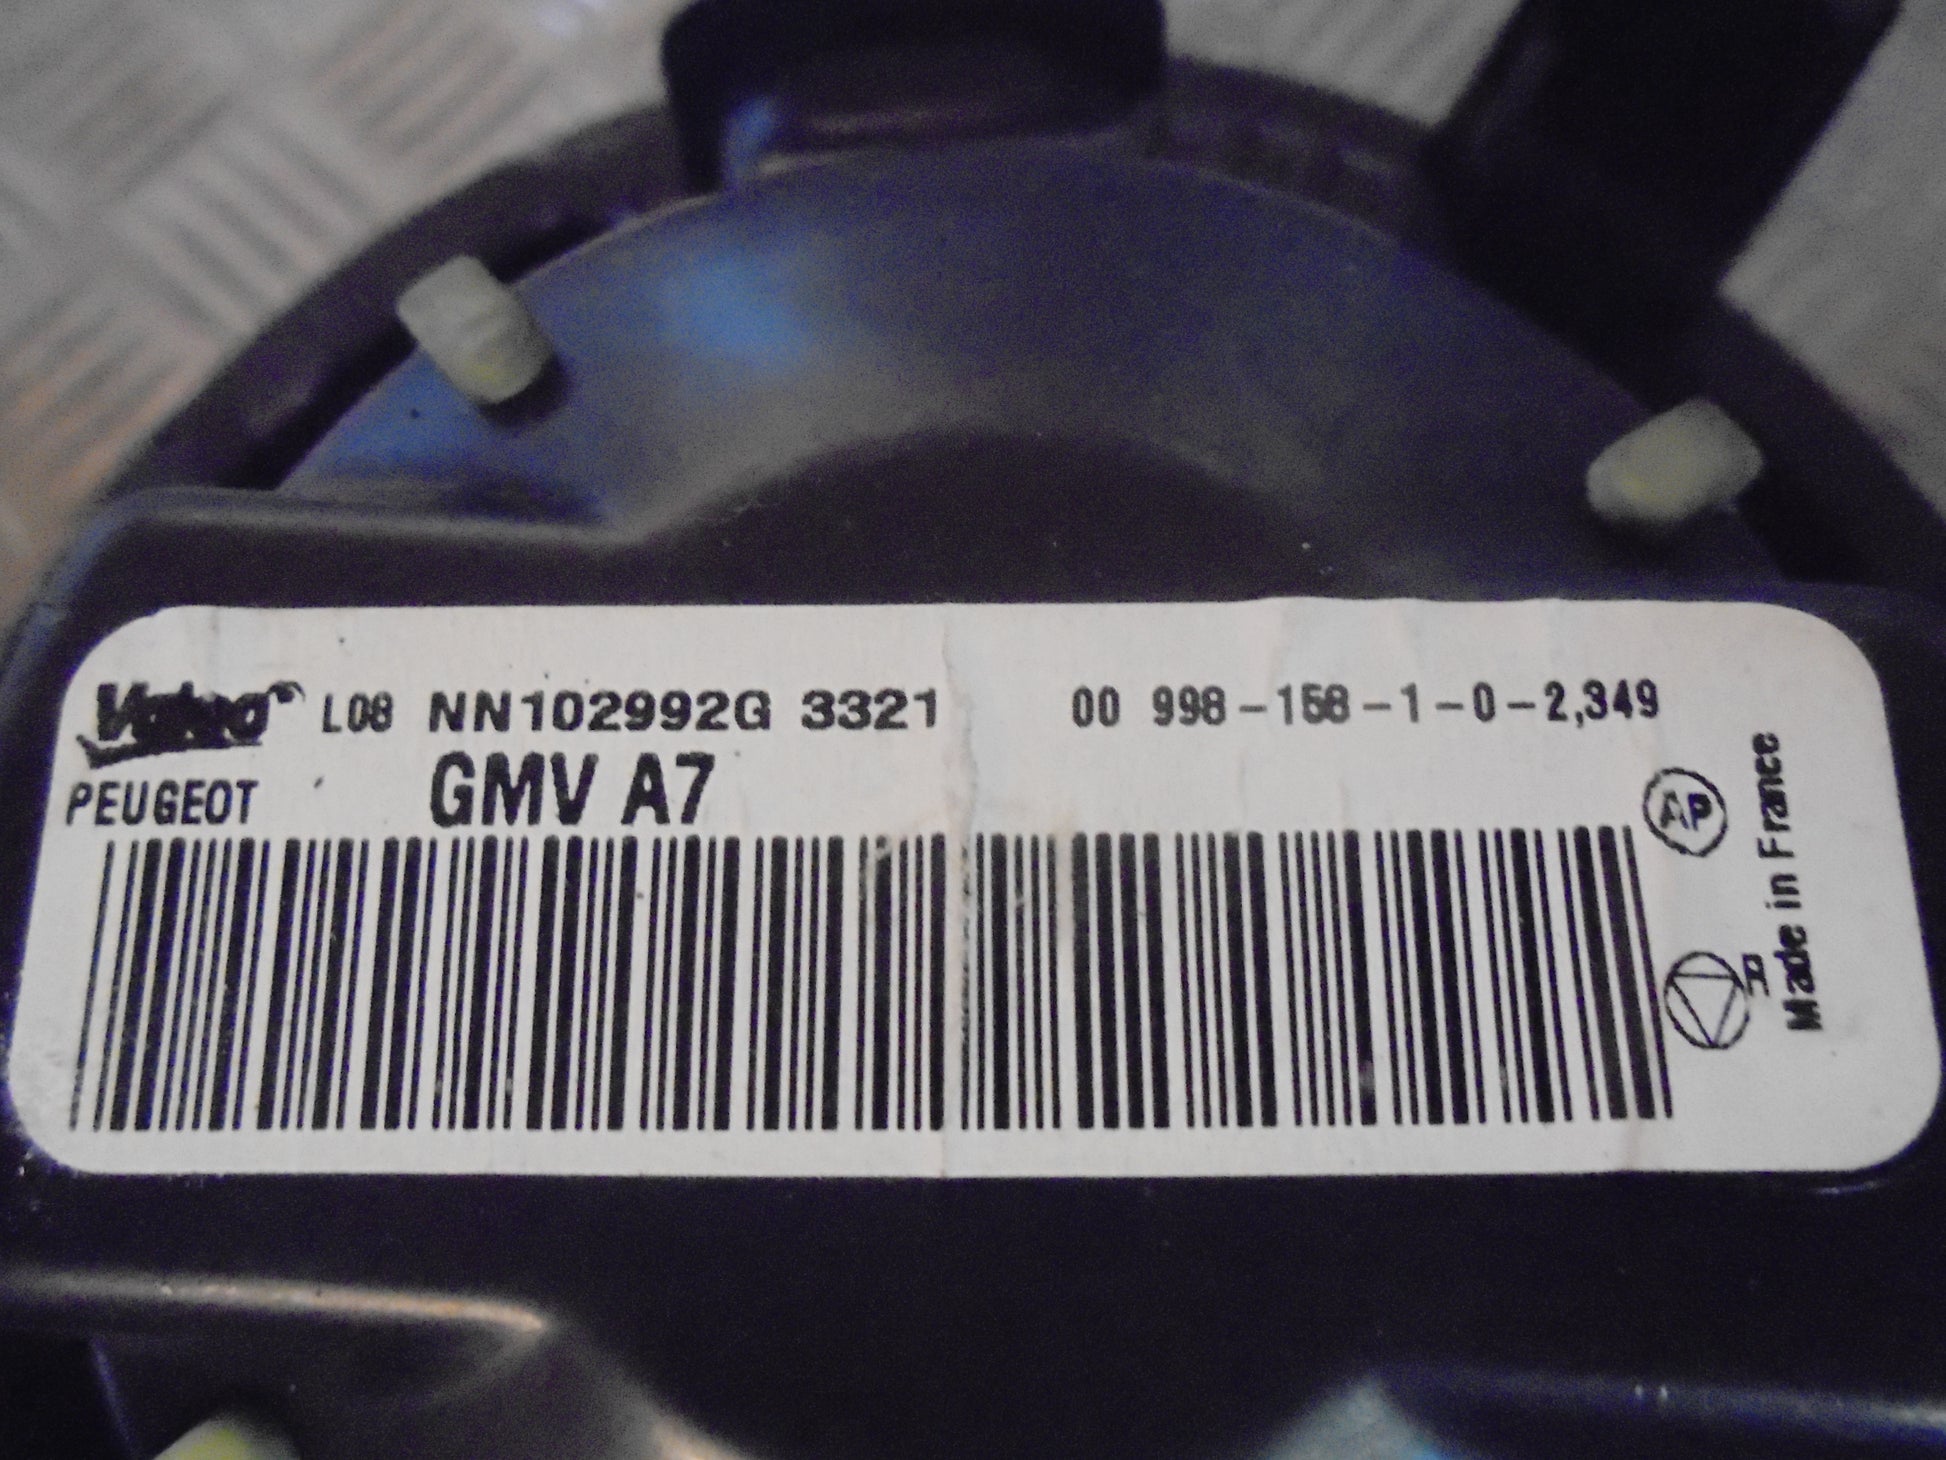 Valeo L08 NN102992G 3321 00 998-158-1-0-2,349
PEUGEOT GMV A7
AP
Made in France
R